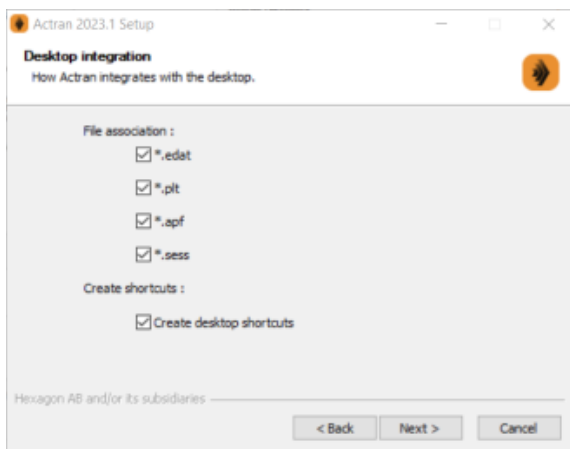 Actran 2023.1 Setup
Desktop integration
How Actran integrates with the desktop.
File association :
*.edat
*.plt
*.apf
*.sess
Create shortcuts :
Create desktop shortcuts
Hexagon AB and/or its subsidiaries
< Back Next > Cancel